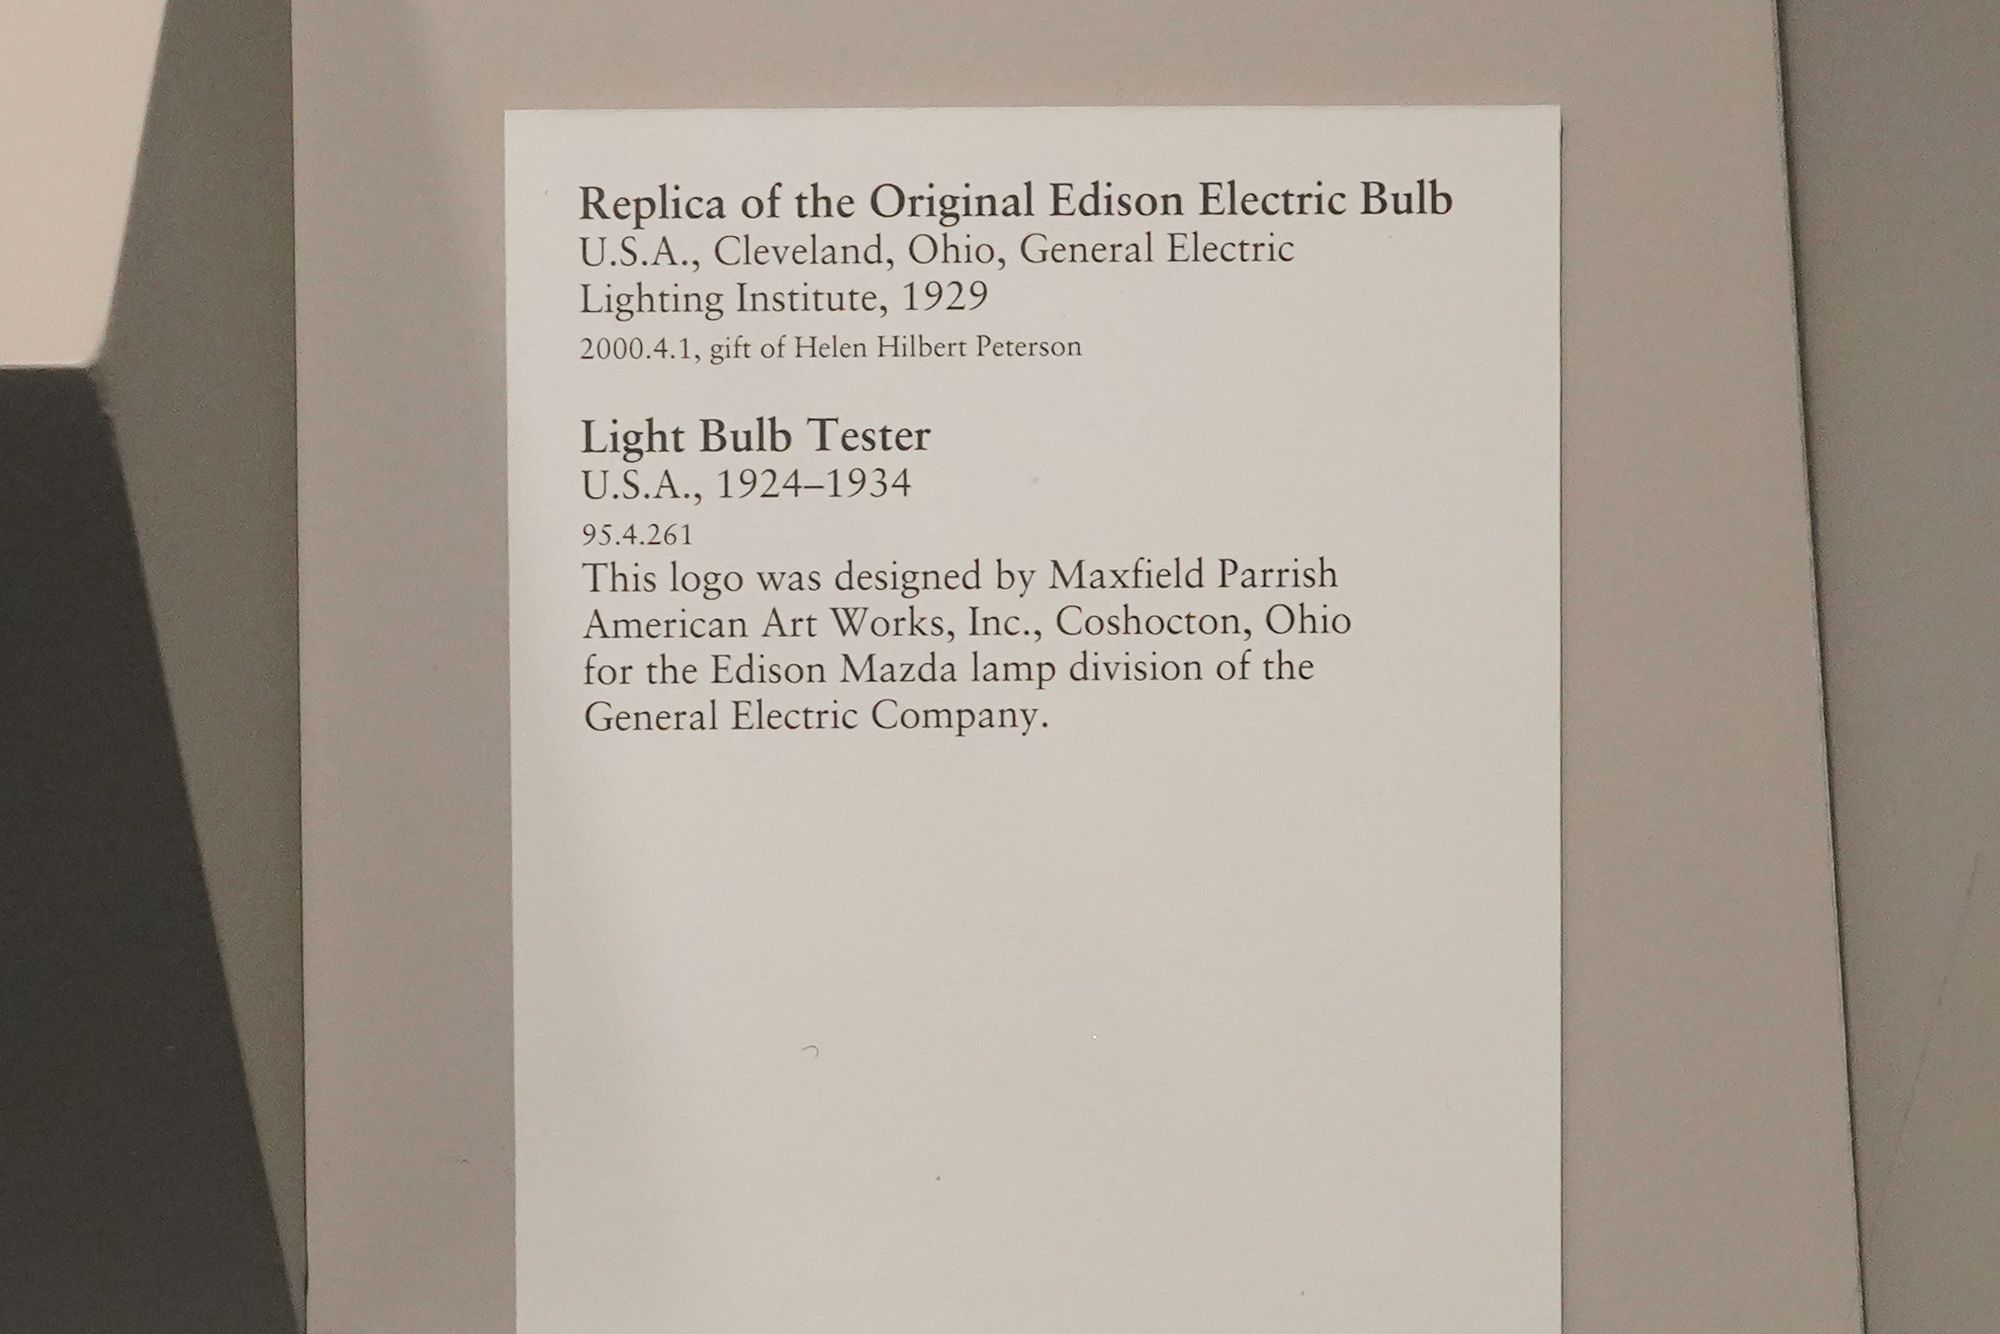 Replica of the Original Edison Electric Bulb
U.S.A., Cleveland, Ohio, General Electric
Lighting Institute, 1929
2000.4.1, gift of Helen Hilbert Peterson
Light Bulb Tester
U.S.A., 1924–1934
95.4.261
This logo was designed by Maxfield Parrish
American Art Works, Inc., Coshocton, Ohio
for the Edison Mazda lamp division of the
General Electric Company.